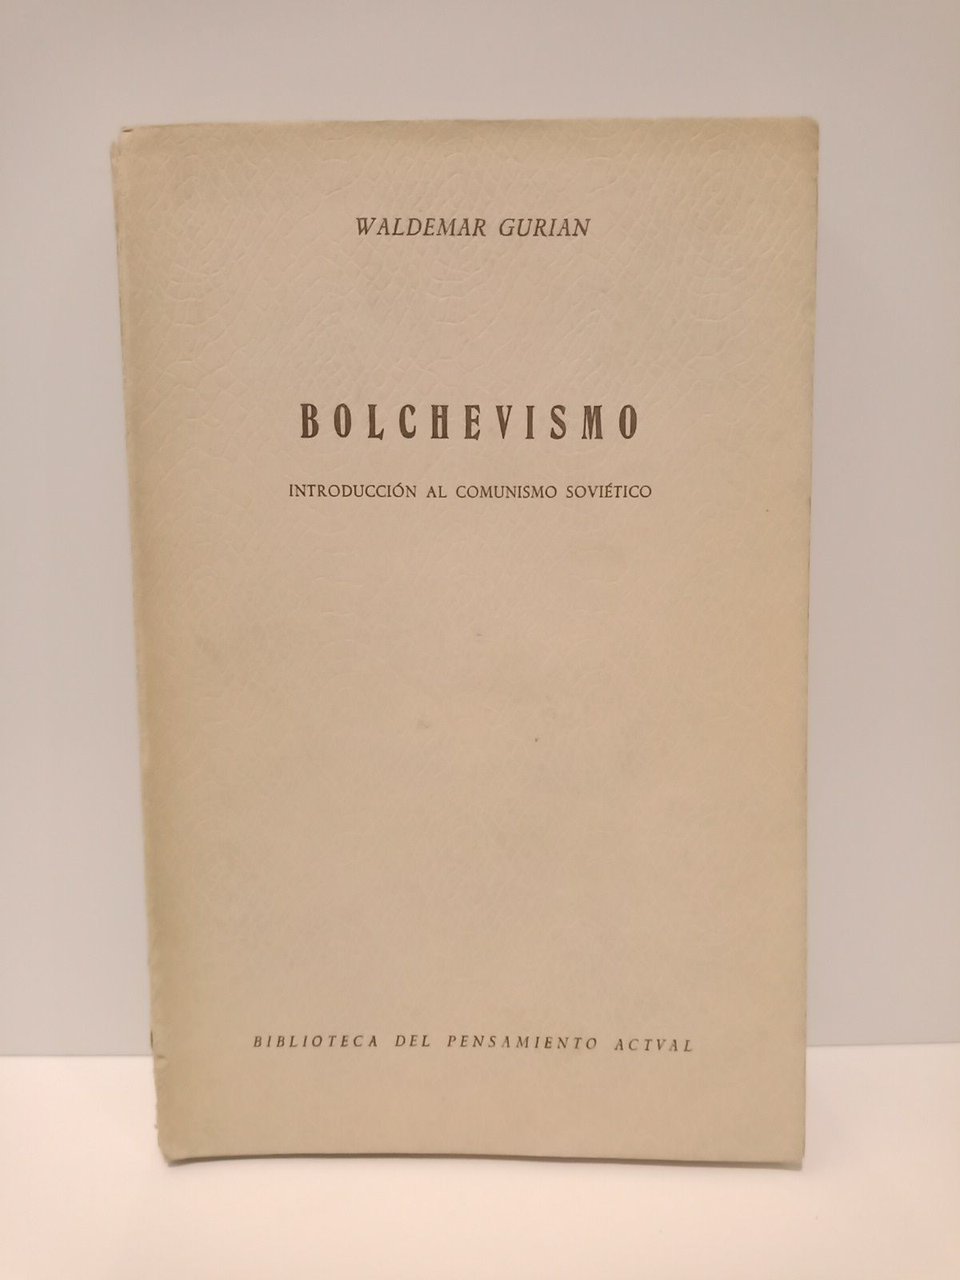 WALDEMAR GURIAN
BOLCHEVISMO
INTRODUCCIÓN AL COMUNISMO SOVIÉTICO
BIBLIOTECA DEL PENSAMIENTO ACTVAL